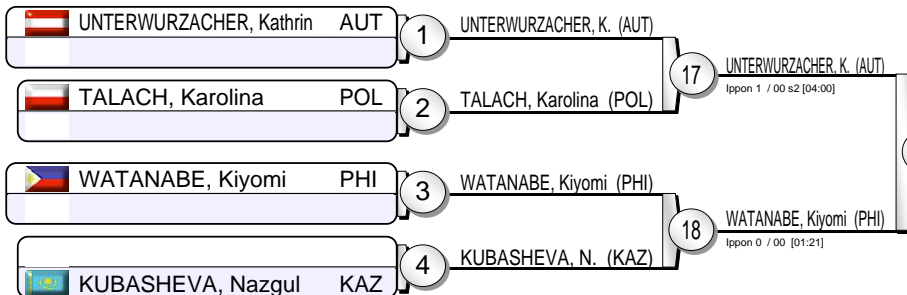 UNTERWURZACHER, Kathrin AUT
1
UNTERWURZACHER, K. (AUT)
17
UNTERWURZACHER, K. (AUT)
Ippon 1 / 00 s2 [04:00]
TALACH, Karolina POL
2
TALACH, Karolina (POL)
WATANABE, Kiyomi PHI
3
WATANABE, Kiyomi (PHI)
18
WATANABE, Kiyomi (PHI)
Ippon 0 / 00 [01:21]
KUBASHEVA, Nazgul KAZ
4
KUBASHEVA, N. (KAZ)